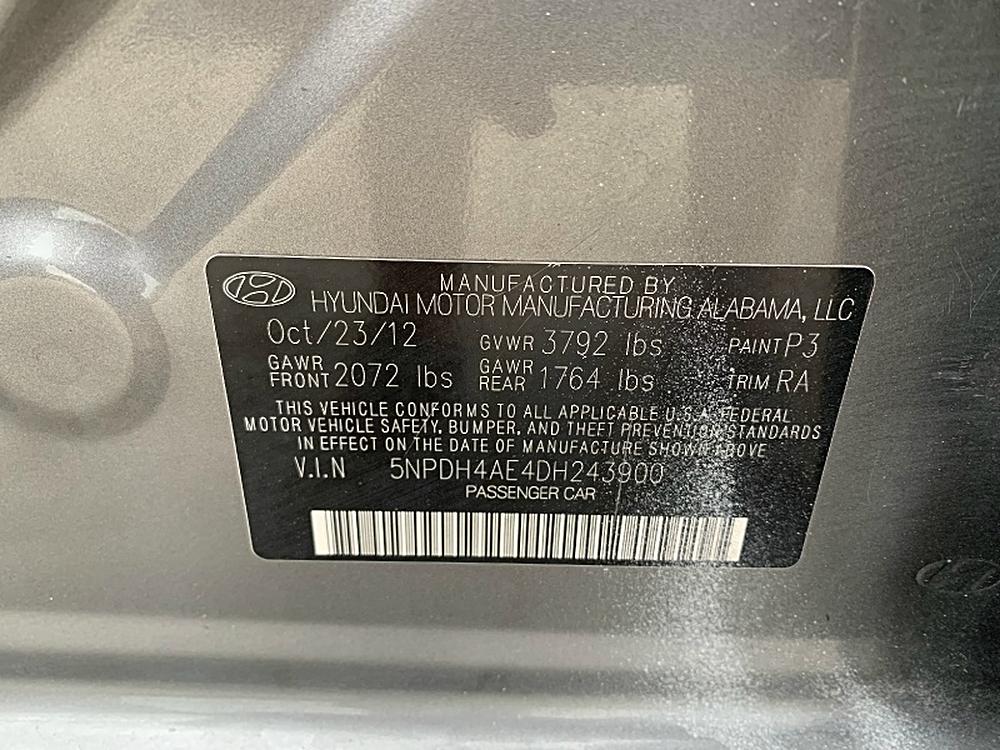 MANUFACTURED BY
HYUNDAI MOTOR MANUFACTURING ALABAMA, LLC
Oct/23/12 GVWR 3792 lbs PAINT P3
GAWR FRONT 2072 lbs GAWR REAR 1764 lbs TRIM RA
THIS VEHICLE CONFORMS TO ALL APPLICABLE U.S.A. FEDERAL
MOTOR VEHICLE SAFETY, BUMPER, AND THEFT PREVENTION STANDARDS
IN EFFECT ON THE DATE OF MANUFACTURE SHOWN ABOVE
V.I.N 5NPDH4AE4DH243900
PASSENGER CAR